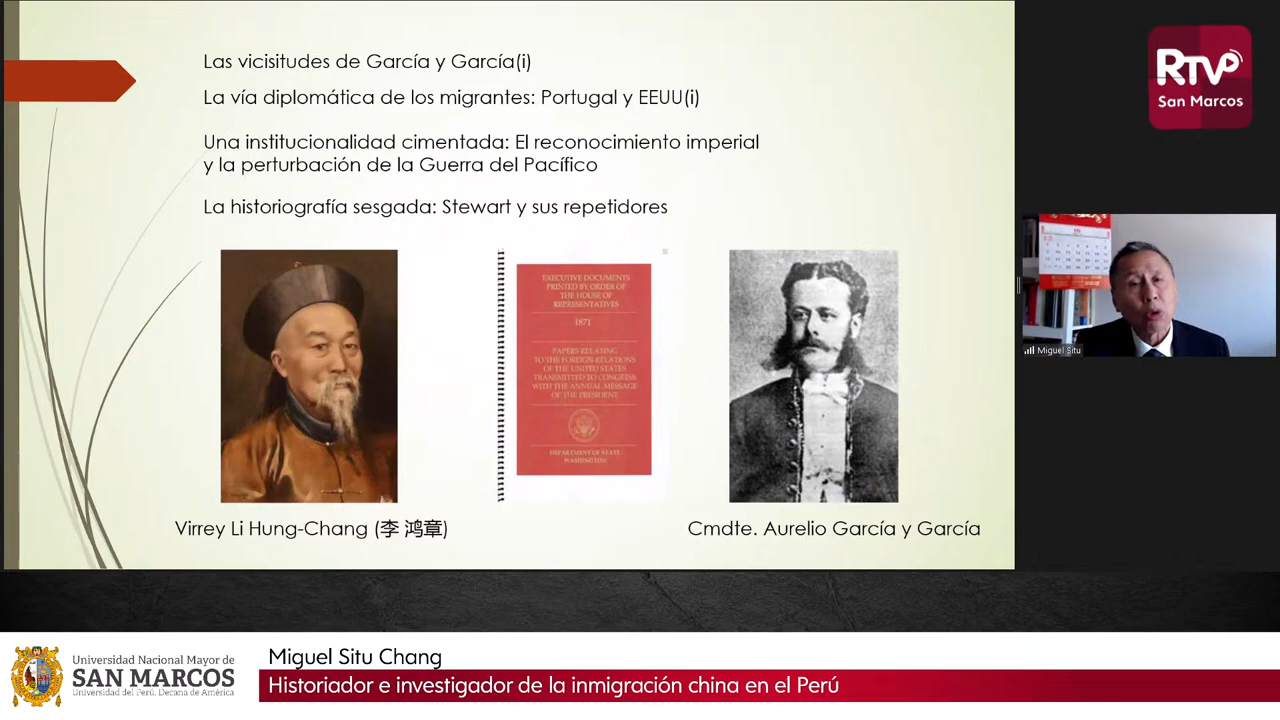 Las vicisitudes de García y García(i)
La vía diplomática de los migrantes: Portugal y EEUU(i)
Una institucionalidad cimentada: El reconocimiento imperial
y la perturbación de la Guerra del Pacífico
La historiografía sesgada: Stewart y sus repetidores
EXECUTIVE DOCUMENTS
PRINTED BY ORDER OF
THE HOUSE OF
REPRESENTATIVES
1871
PAPERS RELATING
TO THE FOREIGN RELATIONS
OF THE UNITED STATES
TRANSMITTED TO CONGRESS
WITH THE ANNUAL MESSAGE
OF THE PRESIDENT
DEPARTMENT OF STATE
WASHINGTON
Virrey Li Hung-Chang (李 鸿章)
Cmdte. Aurelio García y García
RTVP
San Marcos
Miguel Situ
Universidad Nacional Mayor de
SAN MARCOS
Universidad del Perú. Decana de América
Miguel Situ Chang
Historiador e investigador de la inmigración china en el Perú